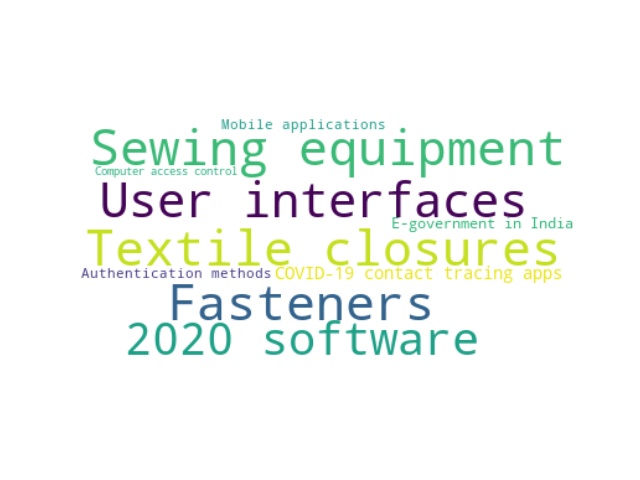 Mobile applications
Sewing equipment
Computer access control
User interfaces
E-government in India
Textile closures
Authentication methods
COVID-19 contact tracing apps
Fasteners
2020 software